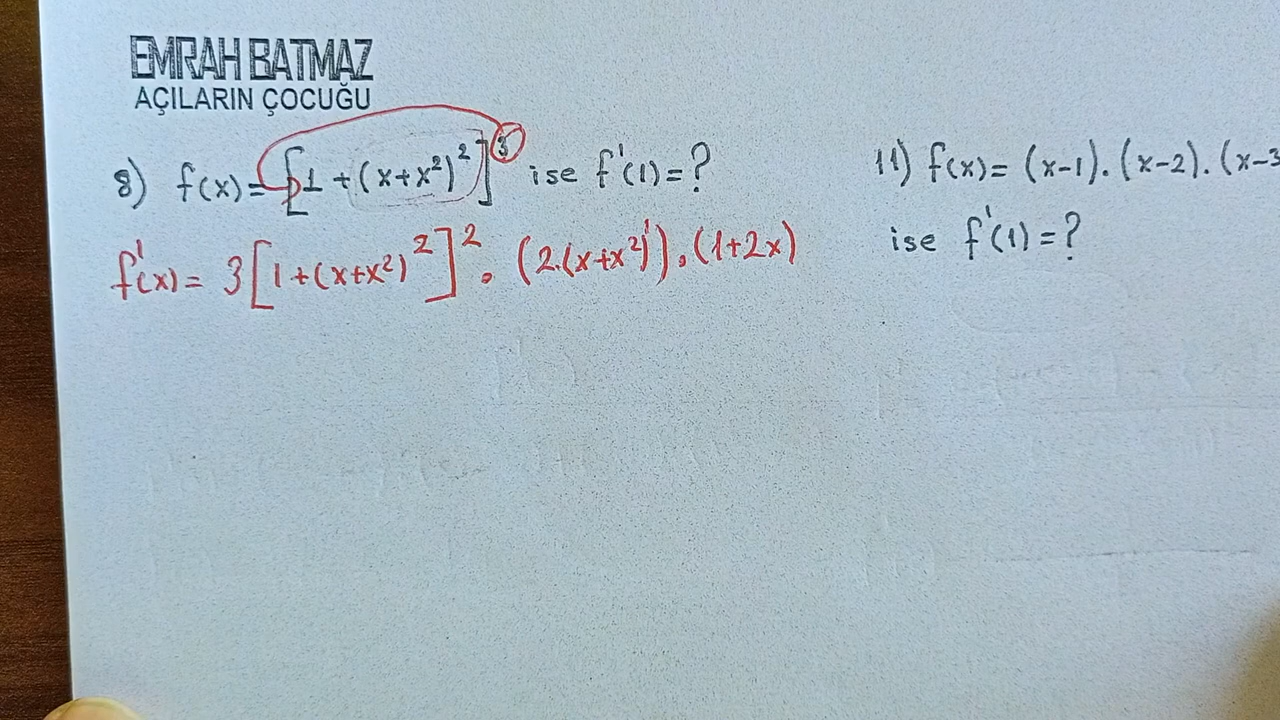 EMRAH BATMAZ
AÇILARIN ÇOCUĞU
8) f(x) = [1 + (x+x²)²]³ ise f'(1) = ?
f'(x) = 3[1+(x+x²)²]² . (2.(x+x²)¹).(1+2x)
11) f(x) = (x-1).(x-2).(x-3
ise f'(1) = ?